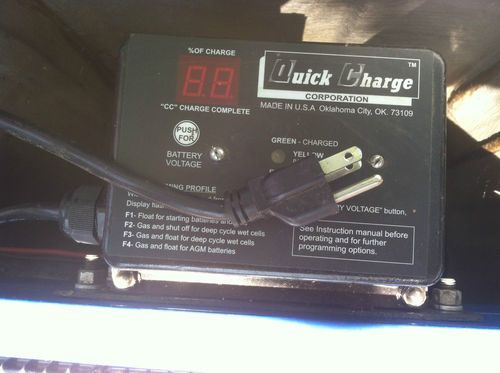 %OF CHARGE
Quick Charge ™
CORPORATION
"CC" CHARGE COMPLETE
MADE IN U.S.A Oklahoma City, OK. 73109
PUSH
FOR
BATTERY
VOLTAGE
GREEN - CHARGED
YELLOW
PROFILE
VOLTAGE" button,
Display
F1- Float for starting batteries
F2- Gas and shut off for deep cycle wet cells
F3- Gas and float for deep cycle wet cells
F4- Gas and float for AGM batteries
See Instruction manual before
operating and for further
programming options.